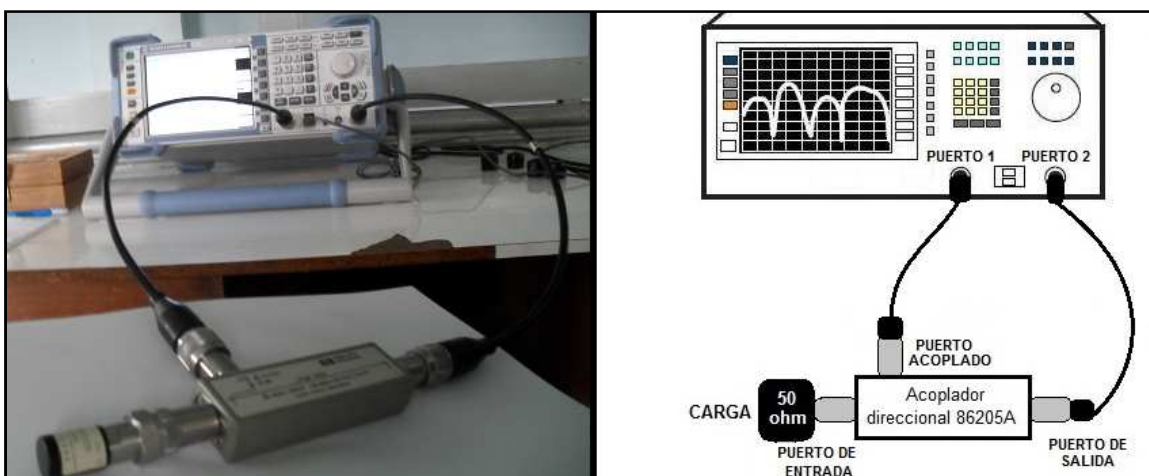 PUERTO 1
PUERTO 2
PUERTO
ACOPLADO
CARGA
50
ohm
Acoplador
direccional 86205A
PUERTO DE
ENTRADA
PUERTO DE
SALIDA